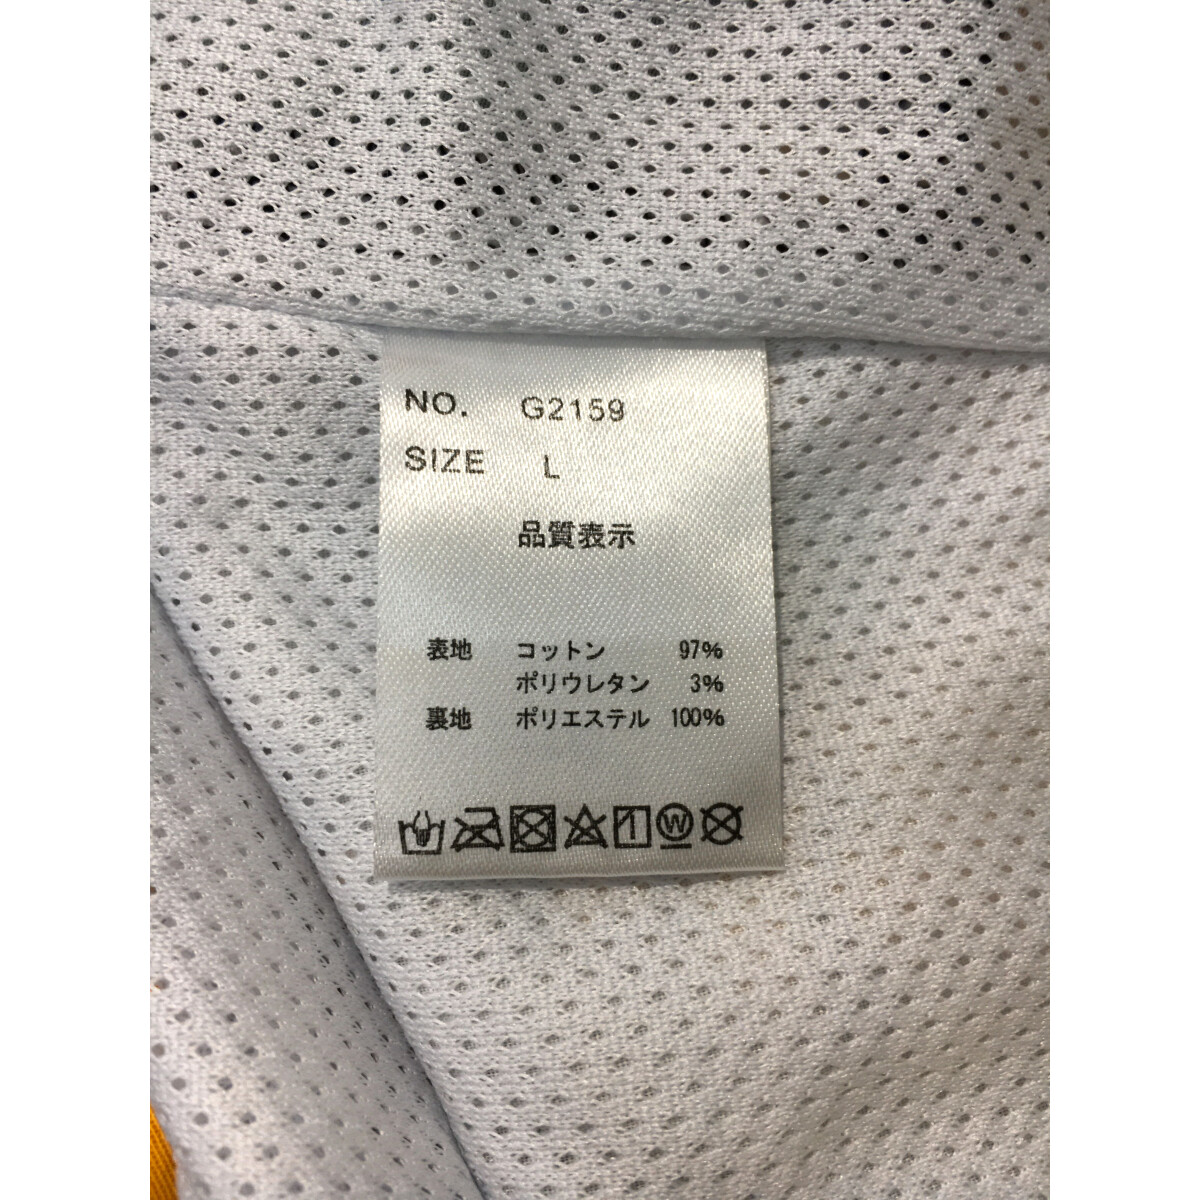 NO. G2159
SIZE L
品質表示
表地 コットン 97%
ポリウレタン 3%
裏地 ポリエステル 100%
W